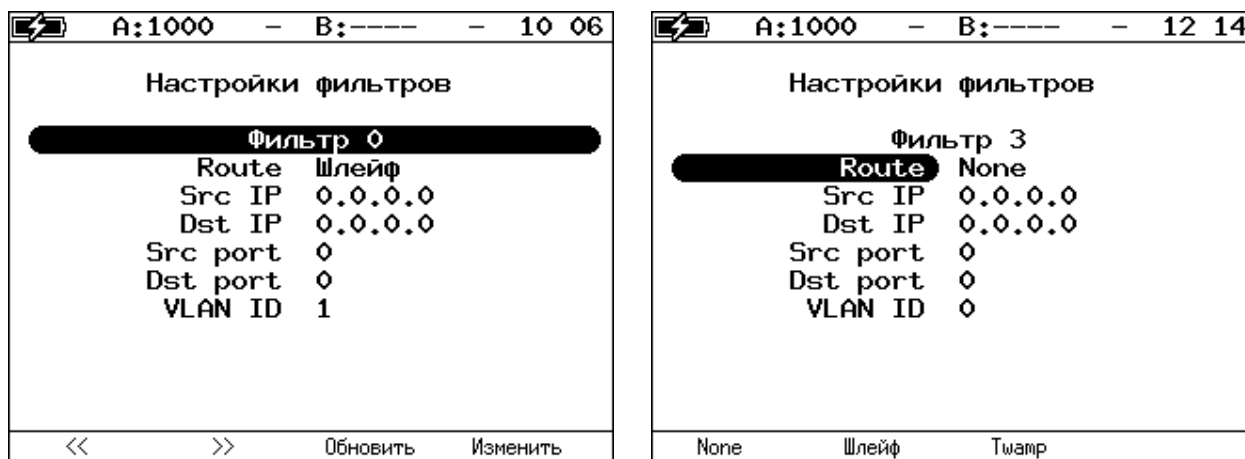 A:1000 – B:---- – 10 06
Настройки фильтров
Фильтр 0
Route Шлейф
Src IP 0.0.0.0
Dst IP 0.0.0.0
Src port 0
Dst port 0
VLAN ID 1
<< >> Обновить Изменить
A:1000 – B:---- – 12 14
Настройки фильтров
Фильтр 3
Route None
Src IP 0.0.0.0
Dst IP 0.0.0.0
Src port 0
Dst port 0
VLAN ID 0
None Шлейф Twamp